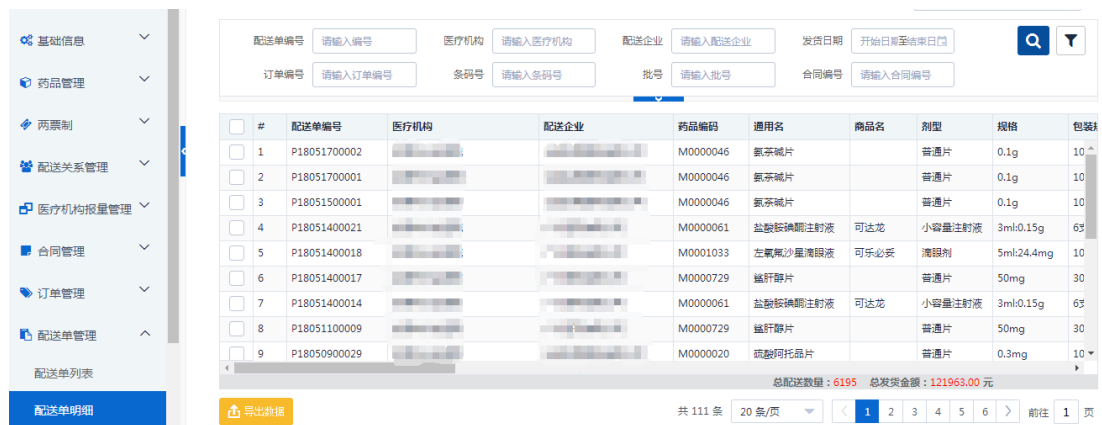 基础信息
药品管理
两票制
配送关系管理
医疗机构报量管理
合同管理
订单管理
配送单管理
配送单列表
配送单明细
配送单编号 请输入编号 医疗机构 请输入医疗机构 配送企业 请输入配送企业 发货日期 开始日期至结束日期
订单编号 请输入订单编号 条码号 请输入条码号 批号 请输入批号 合同编号 请输入合同编号
# 配送单编号 医疗机构 配送企业 药品编码 通用名 商品名 剂型 规格
1 P18051700002 M0000046 氨茶碱片 普通片 0.1g 10
2 P18051700001 M0000046 氨茶碱片 普通片 0.1g 10
3 P18051500001 M0000046 氨茶碱片 普通片 0.1g 10
4 P18051400021 M0000061 盐酸胺碘酮注射液 可达龙 小容量注射液 3ml:0.15g
5 P18051400018 M0001033 左氧氟沙星滴眼液 可乐必妥 滴眼剂 5ml:24.4mg 10
6 P18051400017 M0000729 鲨肝醇片 普通片 50mg 30
7 P18051400014 M0000061 盐酸胺碘酮注射液 可达龙 小容量注射液 3ml:0.15g
8 P18051100009 M0000729 鲨肝醇片 普通片 50mg 30
9 P18050900029 M0000020 硫酸阿托品片 普通片 0.3mg 10
总配送数量：6195 总发货金额：121963.00 元
导出数据 共 111 条 20 条/页 1 2 3 4 5 6 前往 1 页